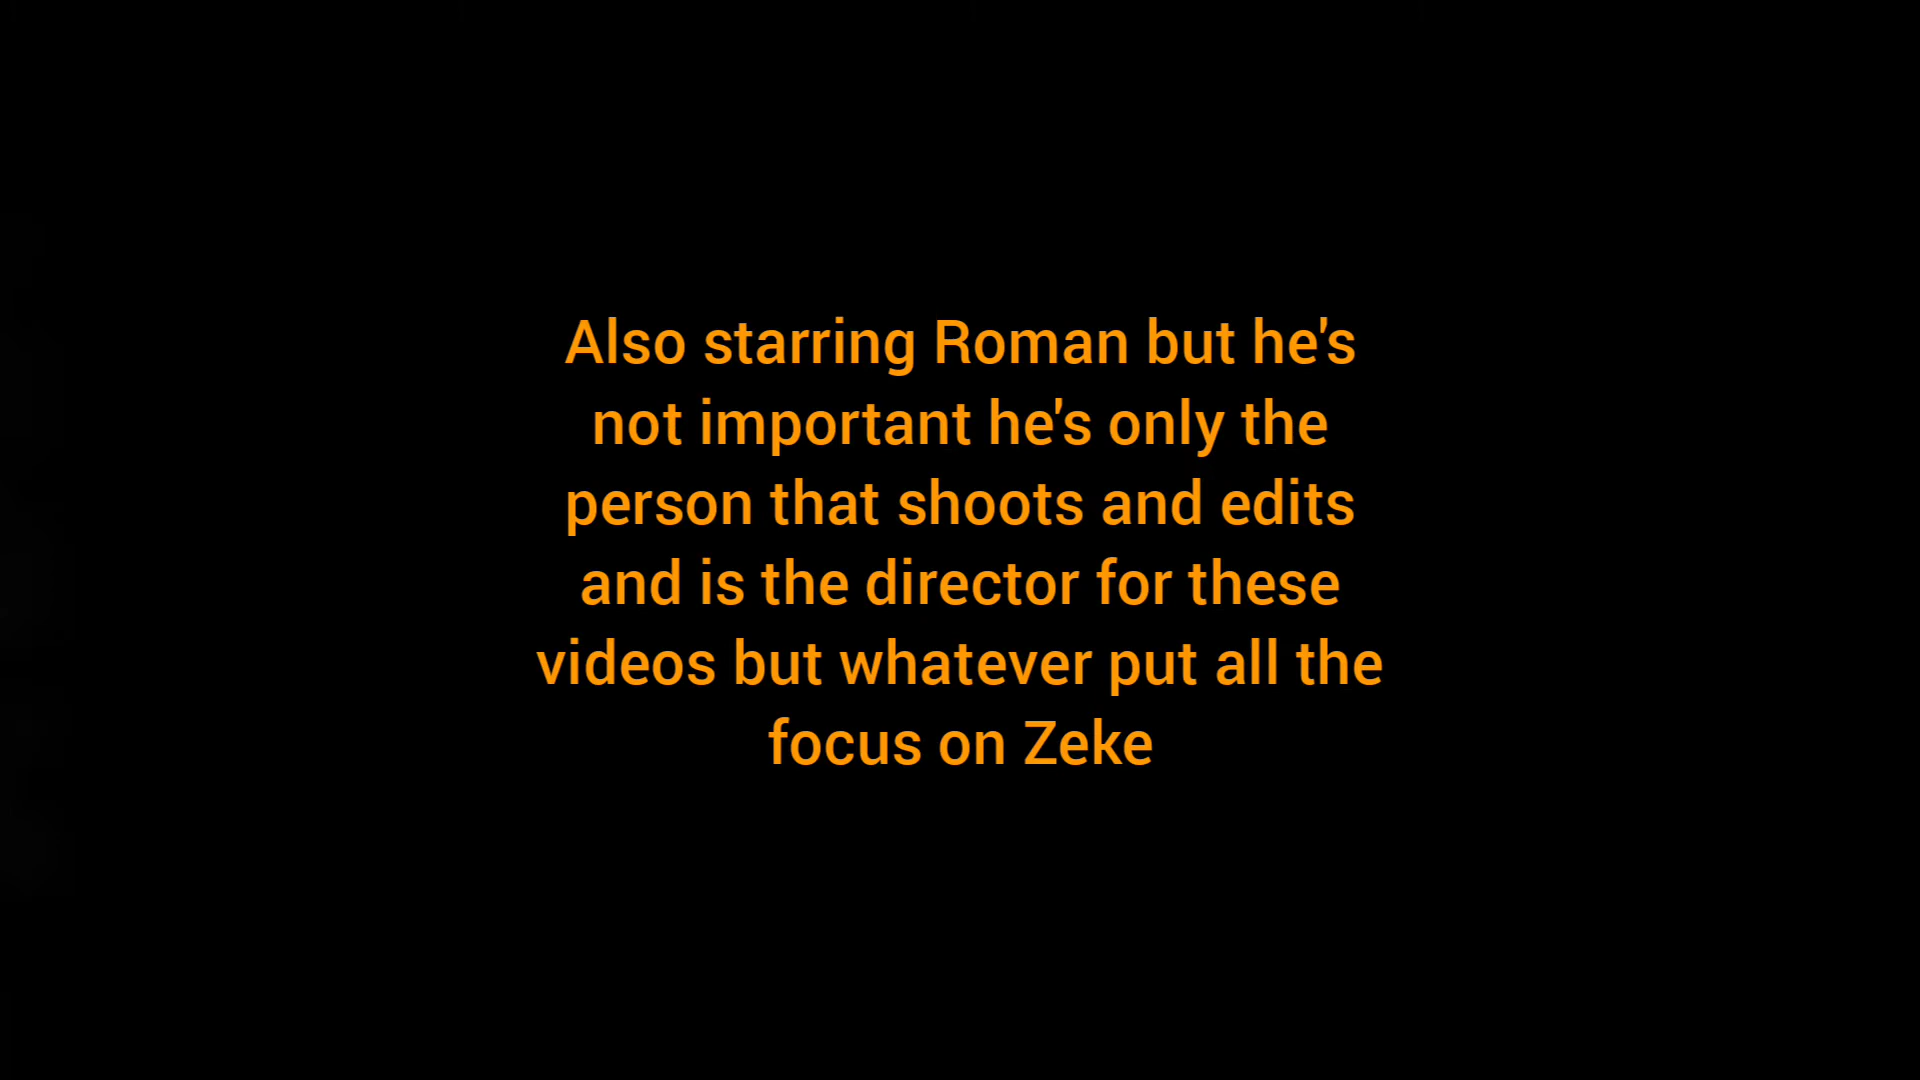 Also starring Roman but he's
not important he's only the
person that shoots and edits
and is the director for these
videos but whatever put all the
focus on Zeke